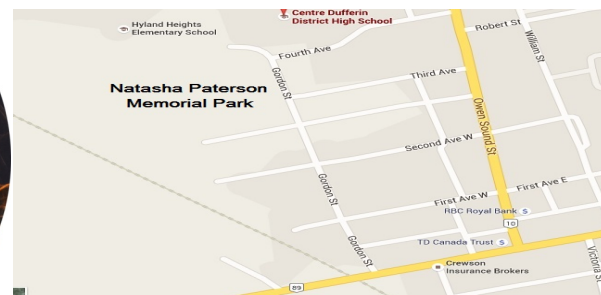 Centre Dufferin
District High School
Hyland Heights
Elementary School
Robert St
William St
Fourth Ave
Gordon St
Third Ave
Natasha Paterson
Memorial Park
Owen Sound St
Second Ave W
Gordon St
First Ave W
First Ave E
RBC Royal Bank $
10
TD Canada Trust $
Gordon St
Crewson
Insurance Brokers
Victoria St
89